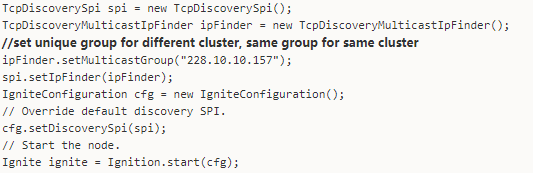 TcpDiscoverySpi spi = new TcpDiscoverySpi();
TcpDiscoveryMulticastIpFinder ipFinder = new TcpDiscoveryMulticastIpFinder();
//set unique group for different cluster, same group for same cluster
ipFinder.setMulticastGroup("228.10.10.157");
spi.setIpFinder(ipFinder);
IgniteConfiguration cfg = new IgniteConfiguration();
// Override default discovery SPI.
cfg.setDiscoverySpi(spi);
// Start the node.
Ignite ignite = Ignition.start(cfg);